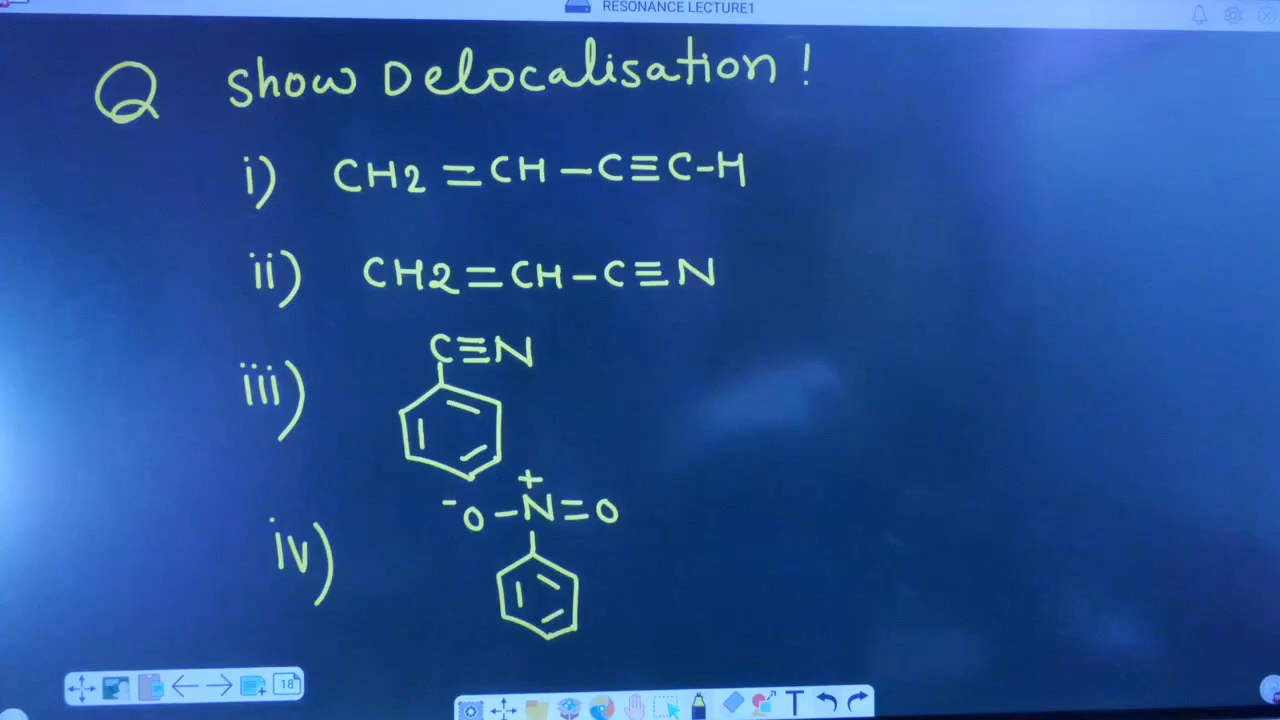 RESONANCE LECTURE1
Q Show Delocalisation!
i) CH2=CH-C≡C-H
ii) CH2=CH-C≡N
iii) C≡N
iv) ⁻O-N⁺=O
18
T